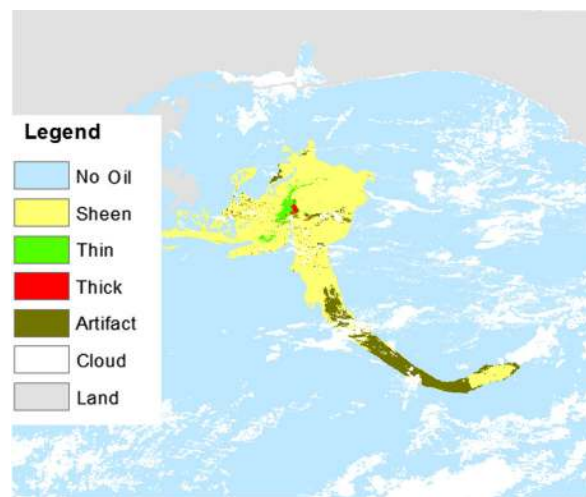 Legend
No Oil
Sheen
Thin
Thick
Artifact
Cloud
Land